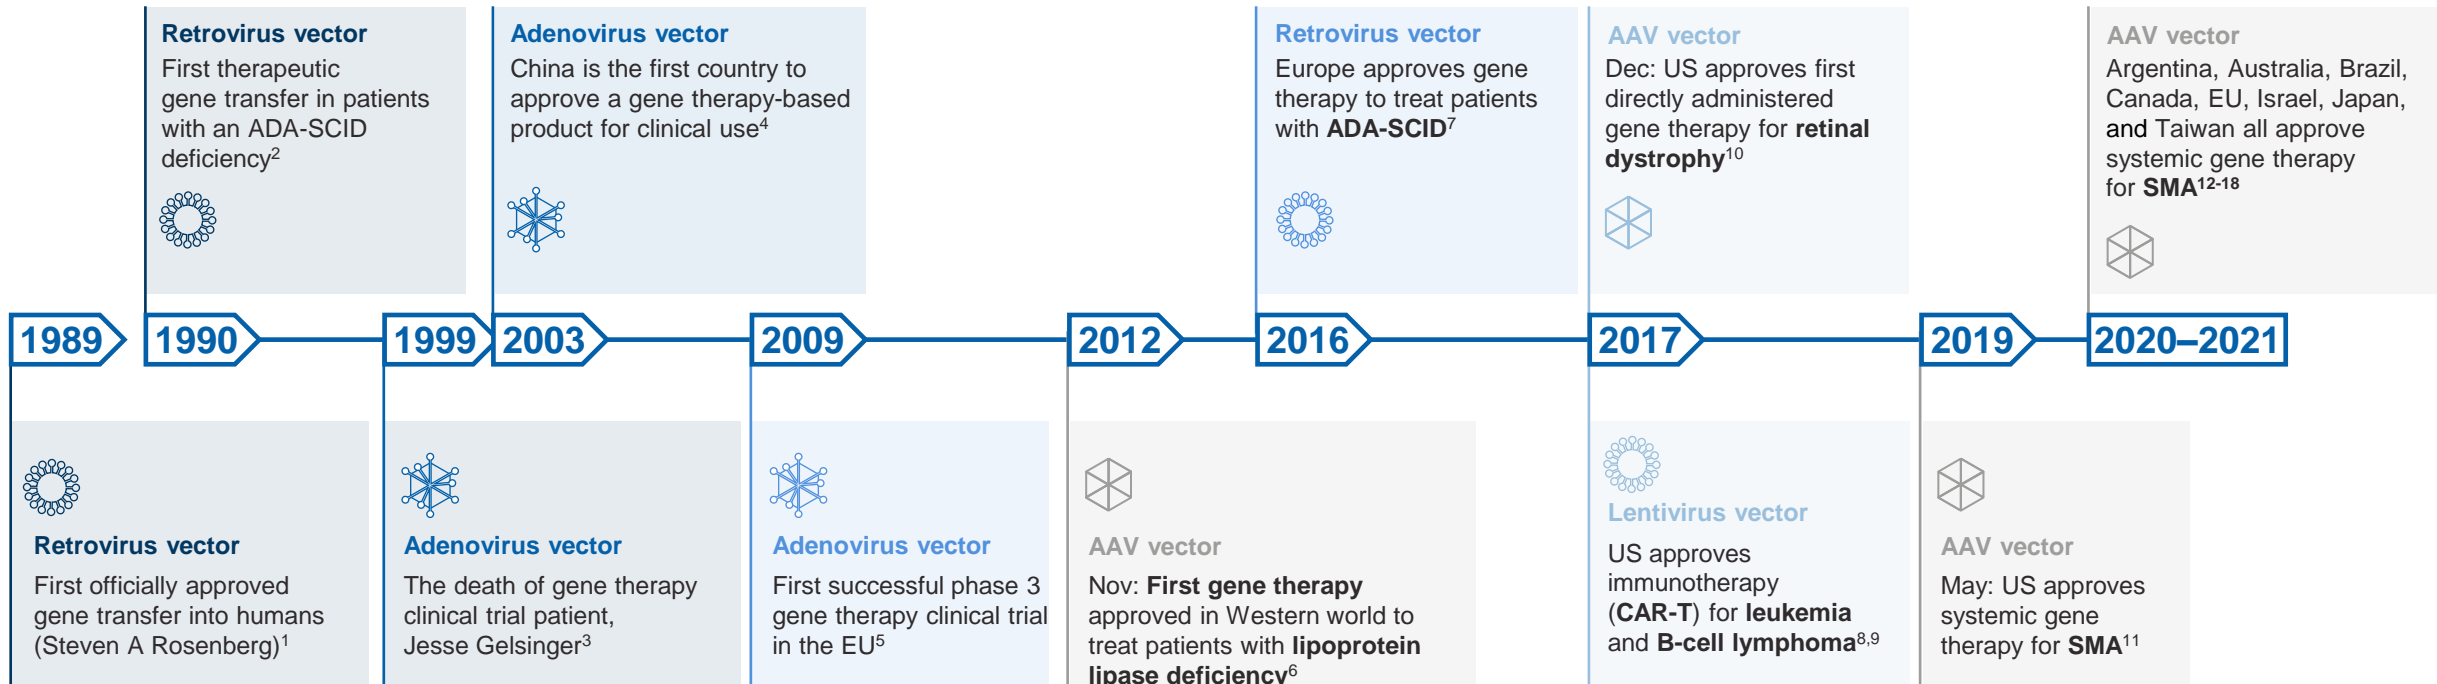 Retrovirus vector
First therapeutic
gene transfer in patients
with an ADA-SCID
deficiency2
Adenovirus vector
China is the first country to
approve a gene therapy-based
product for clinical use4
Retrovirus vector
Europe approves gene
therapy to treat patients
with ADA-SCID7
AAV vector
Dec: US approves first
directly administered
gene therapy for retinal
dystrophy10
AAV vector
Argentina, Australia, Brazil,
Canada, EU, Israel, Japan,
and Taiwan all approve
systemic gene therapy
for SMA12-18
1989
1990
1999
2003
2009
2012
2016
2017
2019
2020–2021
Retrovirus vector
First officially approved
gene transfer into humans
(Steven A Rosenberg)1
Adenovirus vector
The death of gene therapy
clinical trial patient,
Jesse Gelsinger3
Adenovirus vector
First successful phase 3
gene therapy clinical trial
in the EU5
AAV vector
Nov: First gene therapy
approved in Western world to
treat patients with lipoprotein
lipase deficiency6
Lentivirus vector
US approves
immunotherapy
(CAR-T) for leukemia
and B-cell lymphoma8,9
AAV vector
May: US approves
systemic gene
therapy for SMA11